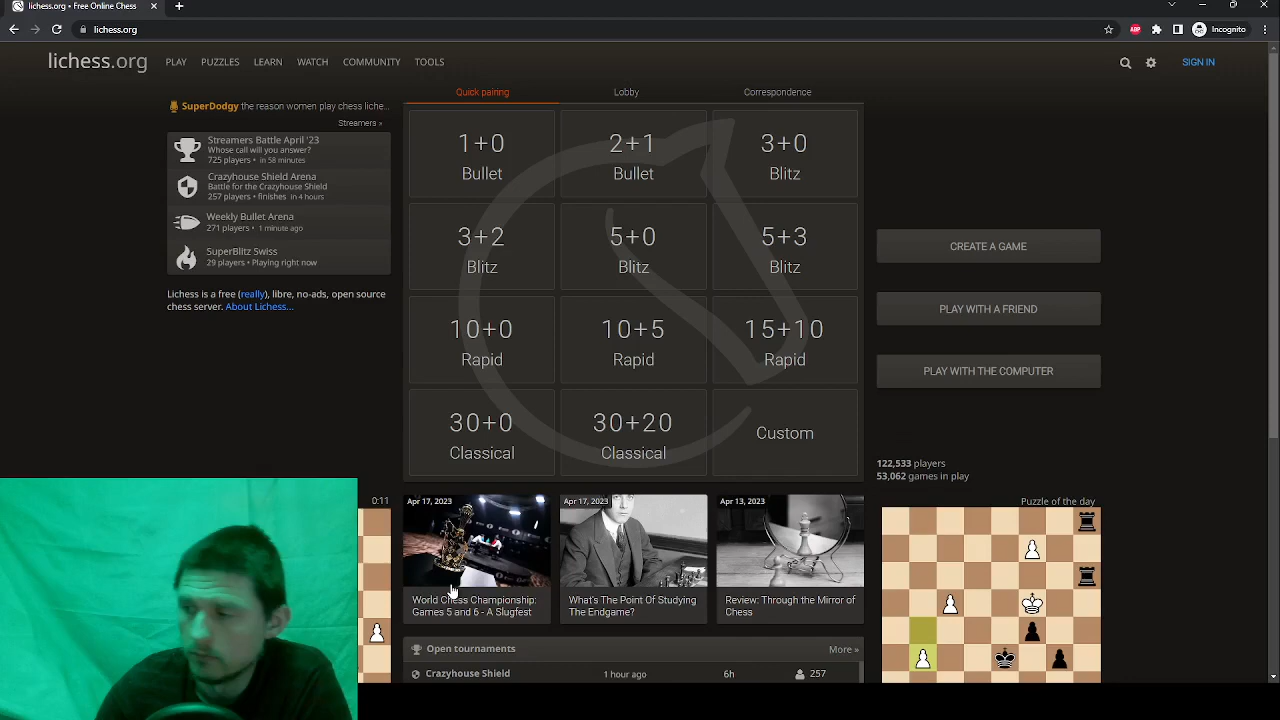 lichess.org • Free Online Chess
lichess.org
Incognito
ABP
lichess.org
PLAY
PUZZLES
LEARN
WATCH
COMMUNITY
TOOLS
SIGN IN
SuperDodgy the reason women play chess liche...
Streamers »
Streamers Battle April '23
Whose call will you answer?
725 players • in 58 minutes
Crazyhouse Shield Arena
Battle for the Crazyhouse Shield
257 players • finishes in 4 hours
Weekly Bullet Arena
271 players • 1 minute ago
SuperBlitz Swiss
29 players • Playing right now
Lichess is a free (really), libre, no-ads, open source
chess server. About Lichess...
Quick pairing
Lobby
Correspondence
1+0
Bullet
2+1
Bullet
3+0
Blitz
3+2
Blitz
5+0
Blitz
5+3
Blitz
10+0
Rapid
10+5
Rapid
15+10
Rapid
30+0
Classical
30+20
Classical
Custom
CREATE A GAME
PLAY WITH A FRIEND
PLAY WITH THE COMPUTER
122,533 players
53,062 games in play
0:11
Apr 17, 2023
World Chess Championship:
Games 5 and 6 - A Slugfest
Apr 17, 2023
What's The Point Of Studying
The Endgame?
Apr 13, 2023
Review: Through the Mirror of
Chess
Puzzle of the day
Open tournaments
More »
Crazyhouse Shield
1 hour ago
6h
257